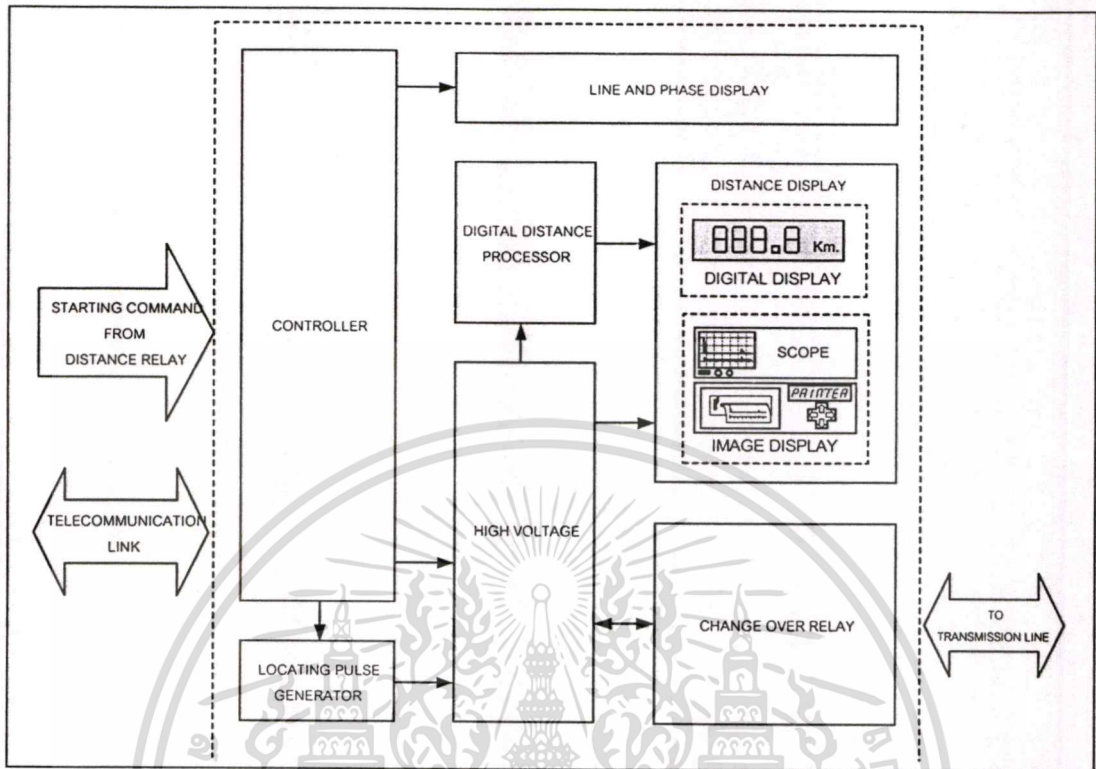 LINE AND PHASE DISPLAY
DISTANCE DISPLAY
888.8 Km.
DIGITAL DISPLAY
DIGITAL DISTANCE
PROCESSOR
STARTING COMMAND
FROM
DISTANCE RELAY
CONTROLLER
SCOPE
PRINTER
IMAGE DISPLAY
TELECOMMUNICATION
LINK
HIGH VOLTAGE
CHANGE OVER RELAY
TO
TRANSMISSION LINE
LOCATING PULSE
GENERATOR